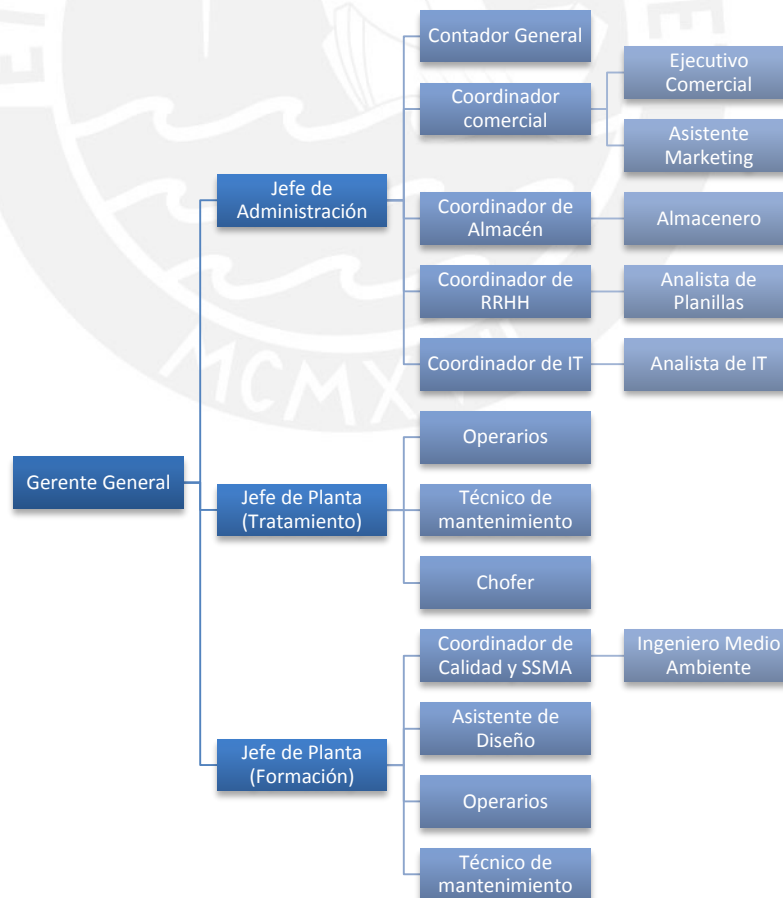 Contador General
Coordinador
comercial
Ejecutivo
Comercial
Asistente
Marketing
Jefe de
Administración
Coordinador de
Almacén
Almacenero
Coordinador de
RRHH
Analista de
Planillas
Coordinador de IT
Analista de IT
Gerente General
Jefe de Planta
(Tratamiento)
Operarios
Técnico de
mantenimiento
Chofer
Jefe de Planta
(Formación)
Coordinador de
Calidad y SSMA
Ingeniero Medio
Ambiente
Asistente de
Diseño
Operarios
Técnico de
mantenimiento